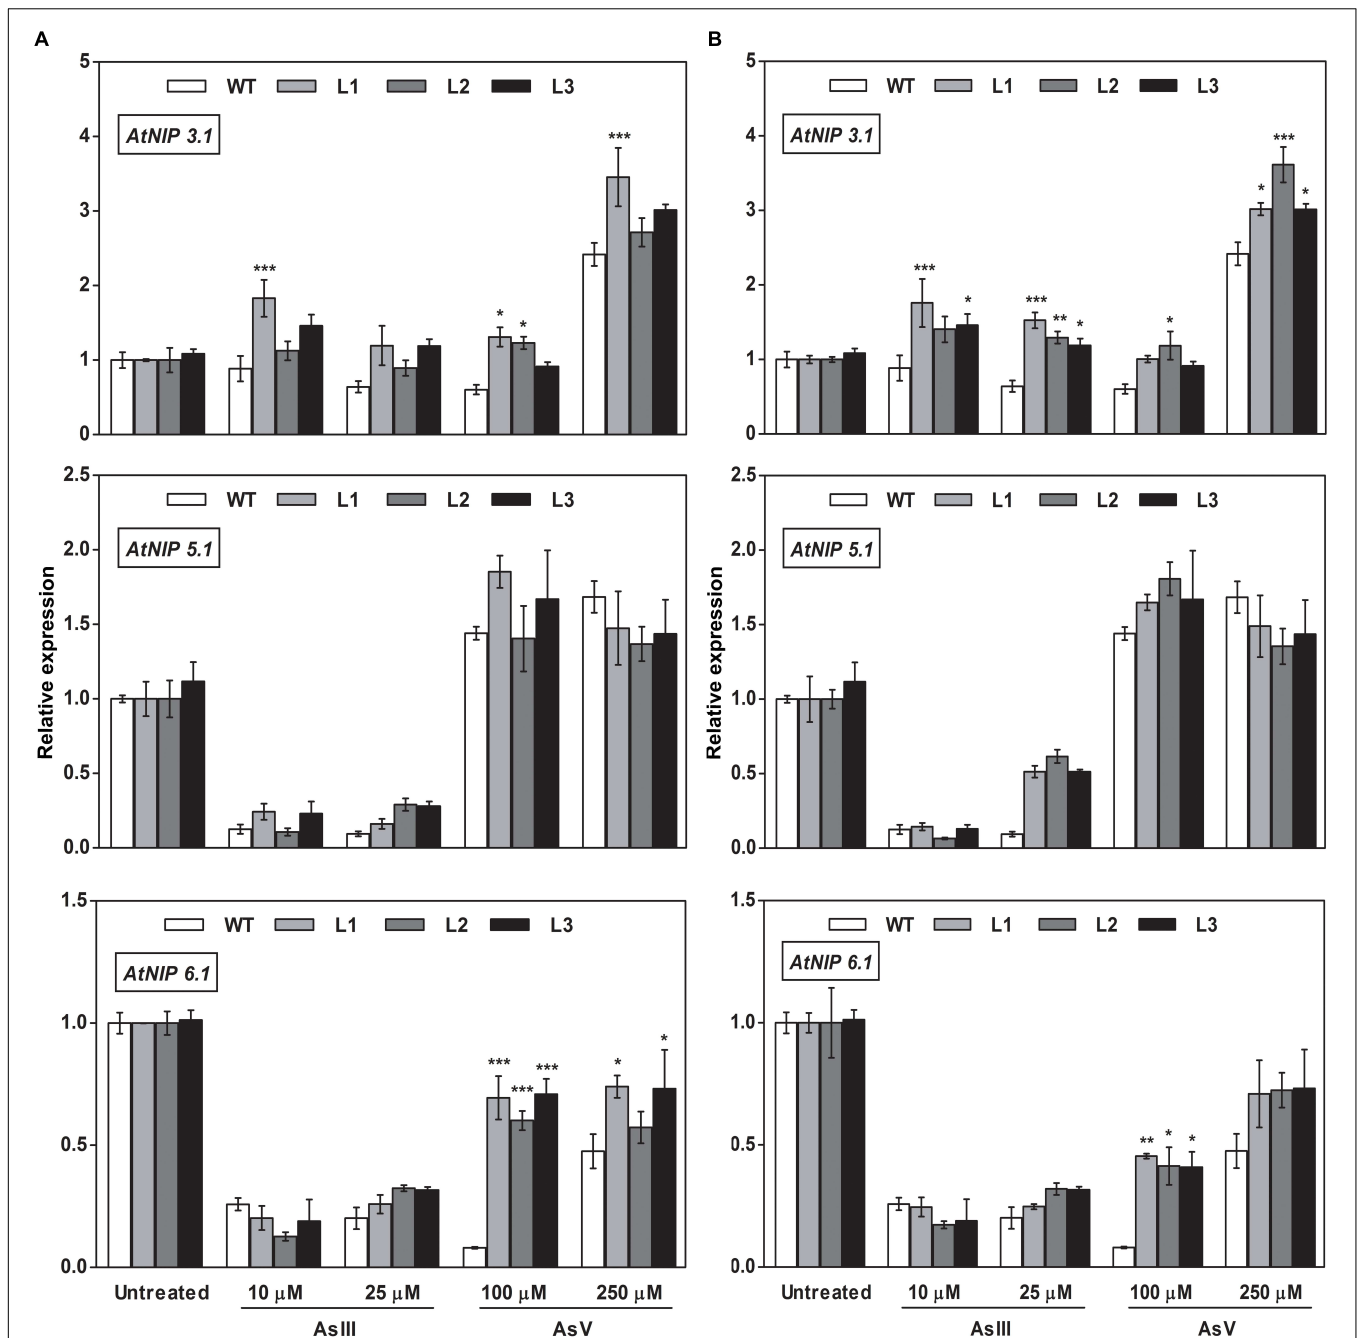 A
B
5
WT L1 L2 L3
AtNIP 3.1
4
***
3
2
***
* *
1
0
5
WT L1 L2 L3
AtNIP 3.1
4
***
* *
3
2
*** *
*** ** *
*
1
0
Relative expression
2.5
WT L1 L2 L3
AtNIP 5.1
2.0
1.5
1.0
0.5
0.0
Relative expression
2.5
WT L1 L2 L3
AtNIP 5.1
2.0
1.5
1.0
0.5
0.0
1.5
WT L1 L2 L3
AtNIP 6.1
1.0
*** *** ***
* *
0.5
0.0
Untreated 10 μM 25 μM 100 μM 250 μM
AsIII AsV
1.5
WT L1 L2 L3
AtNIP 6.1
1.0
0.5
** * *
0.0
Untreated 10 μM 25 μM 100 μM 250 μM
AsIII AsV